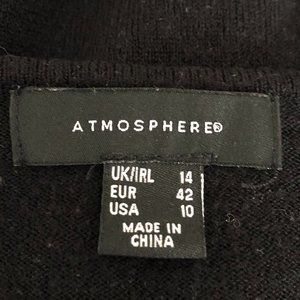 ATMOSPHERE®
UK/IRL 14
EUR 42
USA 10
MADE IN
CHINA